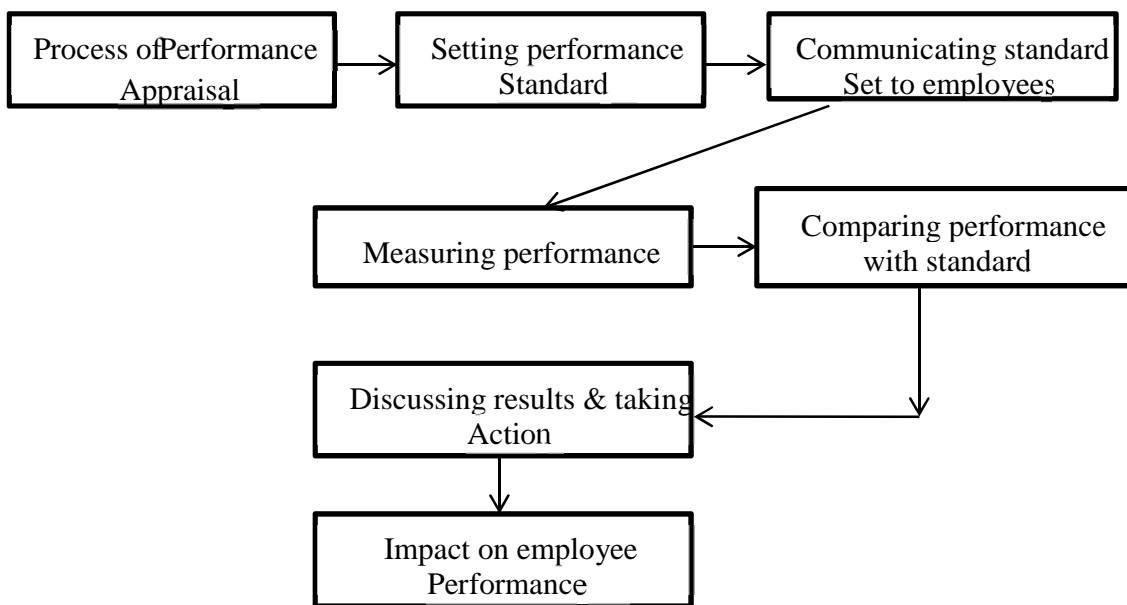 Process ofPerformance
Appraisal
Setting performance
Standard
Communicating standard
Set to employees
Measuring performance
Comparing performance
with standard
Discussing results & taking
Action
Impact on employee
Performance